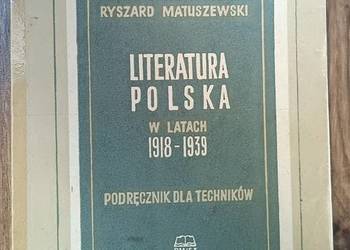 RYSZARD MATUSZEWSKI
LITERATURA
POLSKA
W LATACH
1918-1939
PODRĘCZNIK DLA TECHNIKÓW